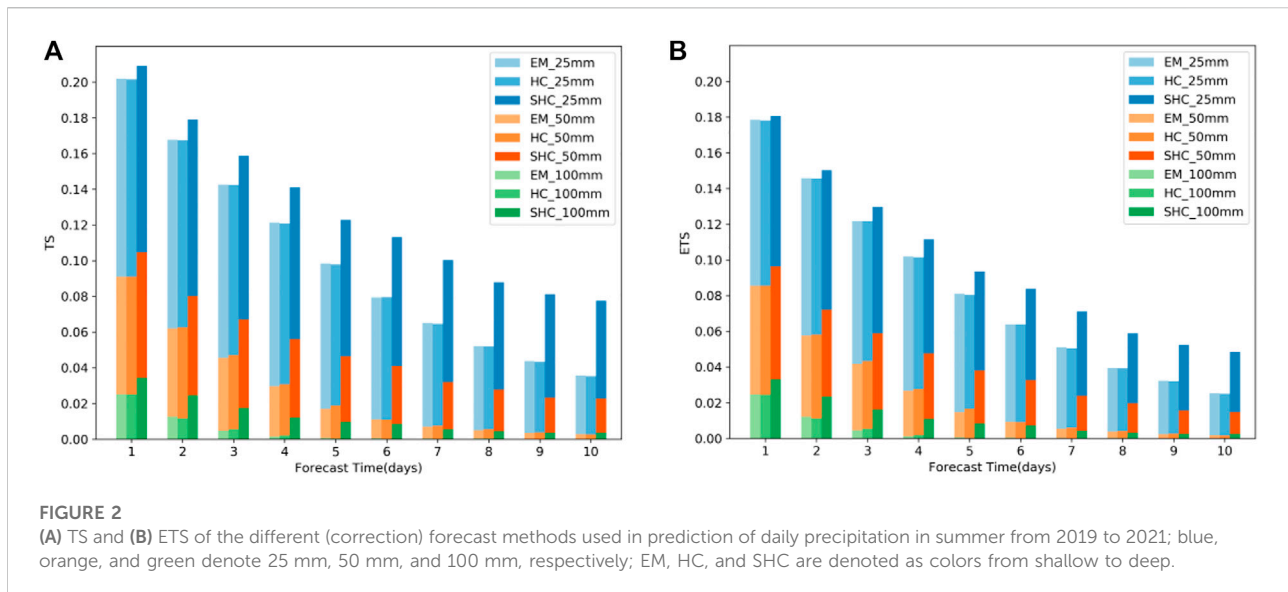 A
EM_25mm
HC_25mm
SHC_25mm
EM_50mm
HC_50mm
SHC_50mm
EM_100mm
HC_100mm
SHC_100mm
0.20
0.18
0.16
0.14
0.12
0.10
0.08
0.06
0.04
0.02
0.00
TS
1 2 3 4 5 6 7 8 9 10
Forecast Time(days)
B
EM_25mm
HC_25mm
SHC_25mm
EM_50mm
HC_50mm
SHC_50mm
EM_100mm
HC_100mm
SHC_100mm
0.20
0.18
0.16
0.14
0.12
0.10
0.08
0.06
0.04
0.02
0.00
ETS
1 2 3 4 5 6 7 8 9 10
Forecast Time(days)
FIGURE 2
(A) TS and (B) ETS of the different (correction) forecast methods used in prediction of daily precipitation in summer from 2019 to 2021; blue,
orange, and green denote 25 mm, 50 mm, and 100 mm, respectively; EM, HC, and SHC are denoted as colors from shallow to deep.